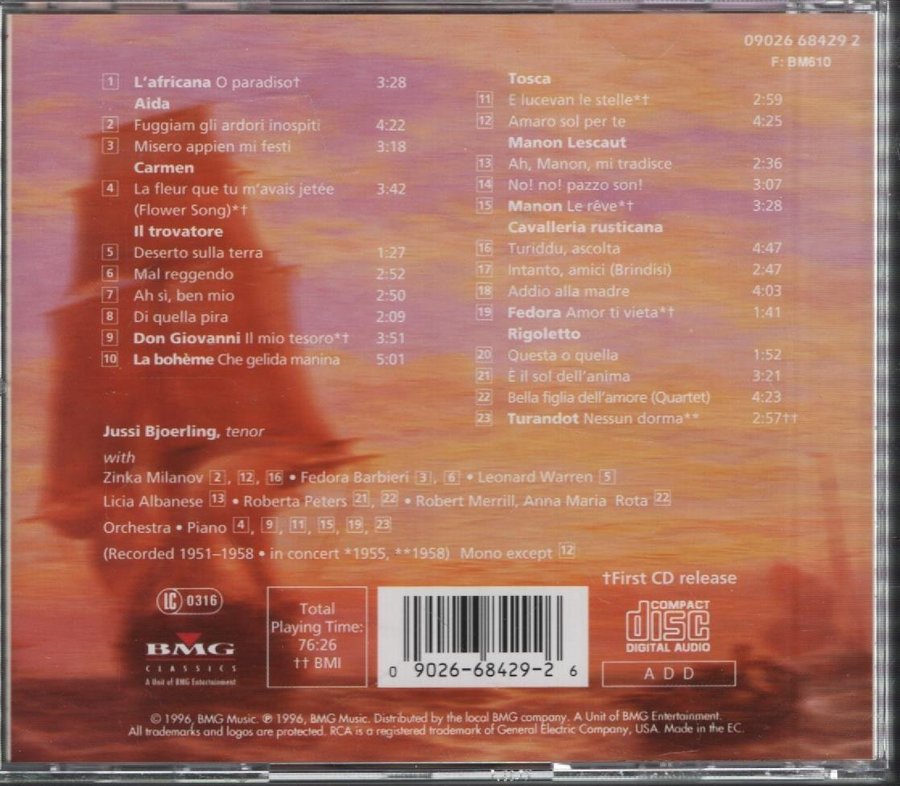 09026 68429 2
F: BM610
1 L'africana O paradiso† 3:28
Aida
2 Fuggiam gli ardori inospiti 4:22
3 Misero appien mi festi 3:18
Carmen
4 La fleur que tu m'avais jetée 3:42
(Flower Song)*†
Il trovatore
5 Deserto sulla terra 1:27
6 Mal reggendo 2:52
7 Ah sì, ben mio 2:50
8 Di quella pira 2:09
9 Don Giovanni Il mio tesoro*† 3:51
10 La bohème Che gelida manina 5:01
Tosca
11 E lucevan le stelle*† 2:59
12 Amaro sol per te 4:25
Manon Lescaut
13 Ah, Manon, mi tradisce 2:36
14 No! no! pazzo son! 3:07
15 Manon Le rêve*† 3:28
Cavalleria rusticana
16 Turiddu, ascolta 4:47
17 Intanto, amici (Brindisi) 2:47
18 Addio alla madre 4:03
19 Fedora Amor ti vieta*† 1:41
Rigoletto
20 Questa o quella 1:52
21 È il sol dell'anima 3:21
22 Bella figlia dell'amore (Quartet) 4:23
23 Turandot Nessun dorma** 2:57††
Jussi Bjoerling, tenor
with
Zinka Milanov 2, 12, 16 • Fedora Barbieri 3, 6 • Leonard Warren 5
Licia Albanese 13 • Roberta Peters 21, 22 • Robert Merrill, Anna Maria Rota 22
Orchestra • Piano 4, 9, 11, 15, 19, 23
(Recorded 1951–1958 • in concert *1955, **1958) Mono except 12
†First CD release
LC 0316
BMG
CLASSICS
A Unit of BMG Entertainment
Total
Playing Time:
76:26
†† BMI
0 9026-68429-2 6
COMPACT
disc
DIGITAL AUDIO
ADD
© 1996, BMG Music. ℗ 1996, BMG Music. Distributed by the local BMG company. A Unit of BMG Entertainment.
All trademarks and logos are protected. RCA is a registered trademark of General Electric Company, USA. Made in the EC.